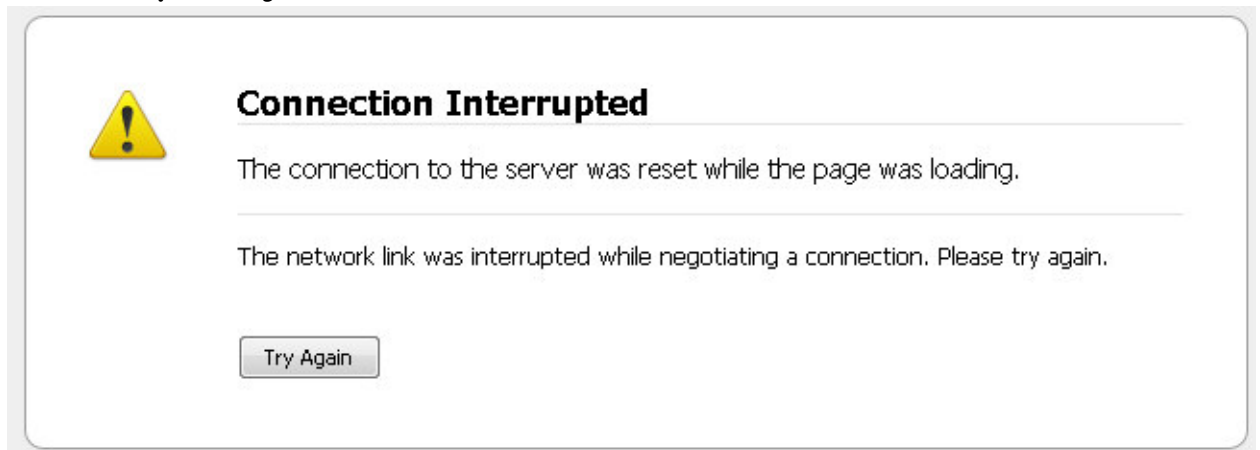 Connection Interrupted
The connection to the server was reset while the page was loading.
The network link was interrupted while negotiating a connection. Please try again.
Try Again